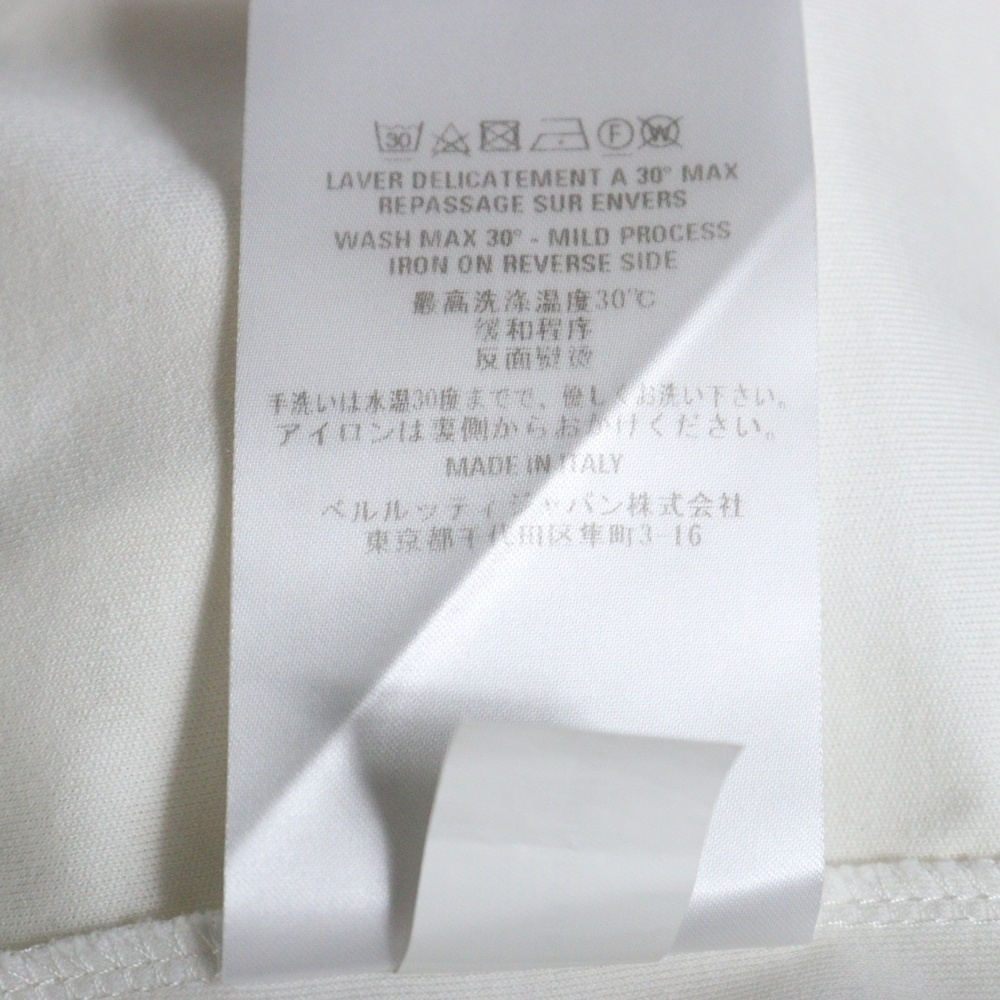 30 F W
LAVER DELICATEMENT A 30° MAX
REPASSAGE SUR ENVERS
WASH MAX 30° - MILD PROCESS
IRON ON REVERSE SIDE
最高洗涤温度30℃
缓和程序
反面熨烫
手洗いは水温30度までで、優しくお洗い下さい。
アイロンは裏側からおかけください。
MADE IN ITALY
ベルルッティ ジャパン株式会社
東京都千代田区隼町3-16